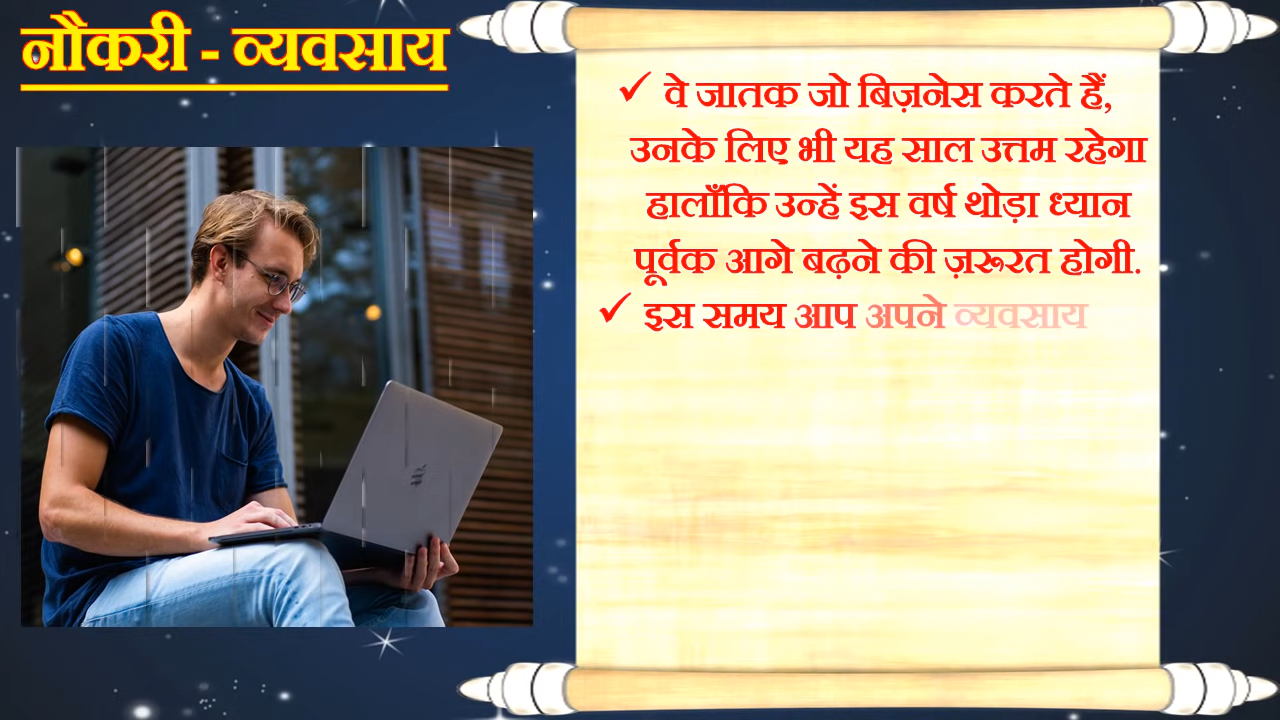 नौकरी - व्यवसाय
✓ वे जातक जो बिज़नेस करते हैं,
उनके लिए भी यह साल उत्तम रहेगा
हालाँकि उन्हें इस वर्ष थोड़ा ध्यान
पूर्वक आगे बढ़ने की ज़रूरत होगी.
✓ इस समय आप अपने व्यवसाय